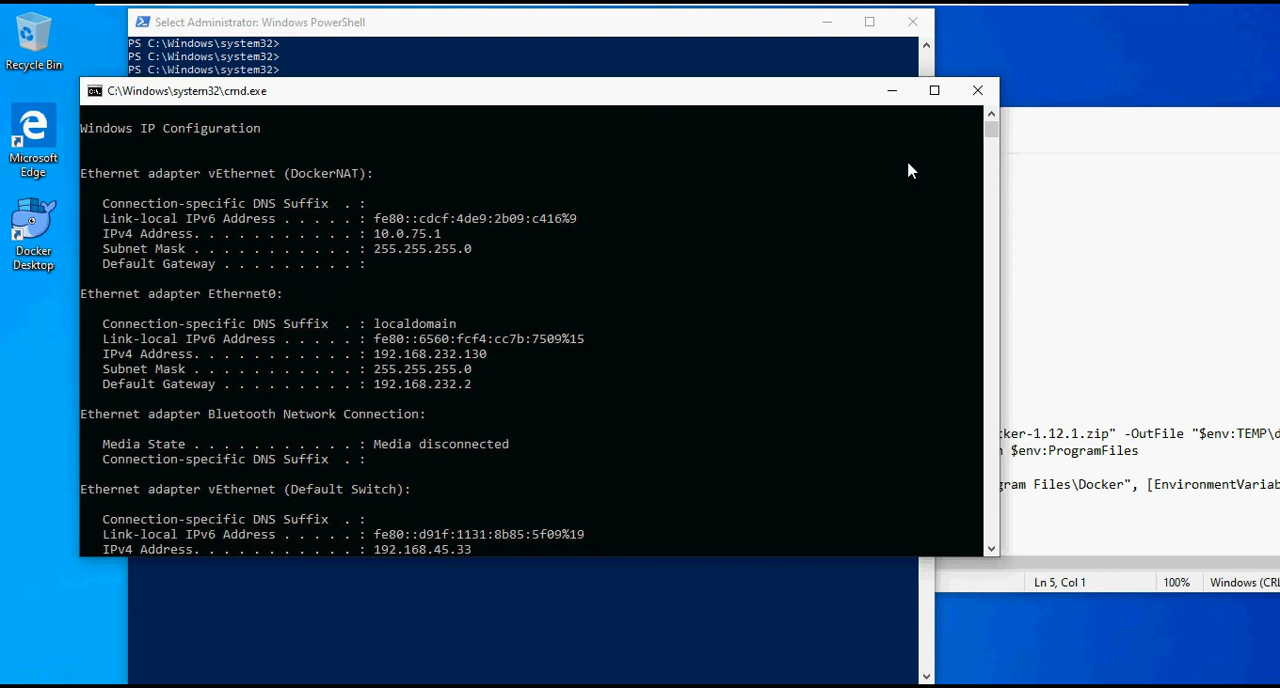 Recycle Bin
Microsoft
Edge
Docker
Desktop
Select Administrator: Windows PowerShell
PS C:\Windows\system32>
PS C:\Windows\system32>
PS C:\Windows\system32>
C:\Windows\system32\cmd.exe
Windows IP Configuration
Ethernet adapter vEthernet (DockerNAT):
Connection-specific DNS Suffix  . :
Link-local IPv6 Address . . . . . : fe80::cdcf:4de9:2b09:c416%9
IPv4 Address. . . . . . . . . . . : 10.0.75.1
Subnet Mask . . . . . . . . . . . : 255.255.255.0
Default Gateway . . . . . . . . . :
Ethernet adapter Ethernet0:
Connection-specific DNS Suffix  . : localdomain
Link-local IPv6 Address . . . . . : fe80::6560:fcf4:cc7b:7509%15
IPv4 Address. . . . . . . . . . . : 192.168.232.130
Subnet Mask . . . . . . . . . . . : 255.255.255.0
Default Gateway . . . . . . . . . : 192.168.232.2
Ethernet adapter Bluetooth Network Connection:
Media State . . . . . . . . . . . : Media disconnected
Connection-specific DNS Suffix  . :
Ethernet adapter vEthernet (Default Switch):
Connection-specific DNS Suffix  . :
Link-local IPv6 Address . . . . . : fe80::d91f:1131:8b85:5f09%19
IPv4 Address. . . . . . . . . . . : 192.168.45.33
cker-1.12.1.zip" -OutFile "$env:TEMP\d
$env:ProgramFiles
gram Files\Docker", [EnvironmentVariab
Ln 5, Col 1
100%
Windows (CRL